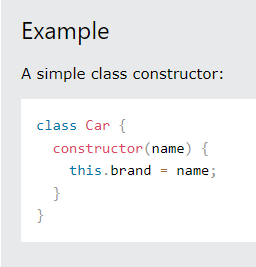 Example
A simple class constructor:
class Car {
  constructor(name) {
    this.brand = name;
  }
}